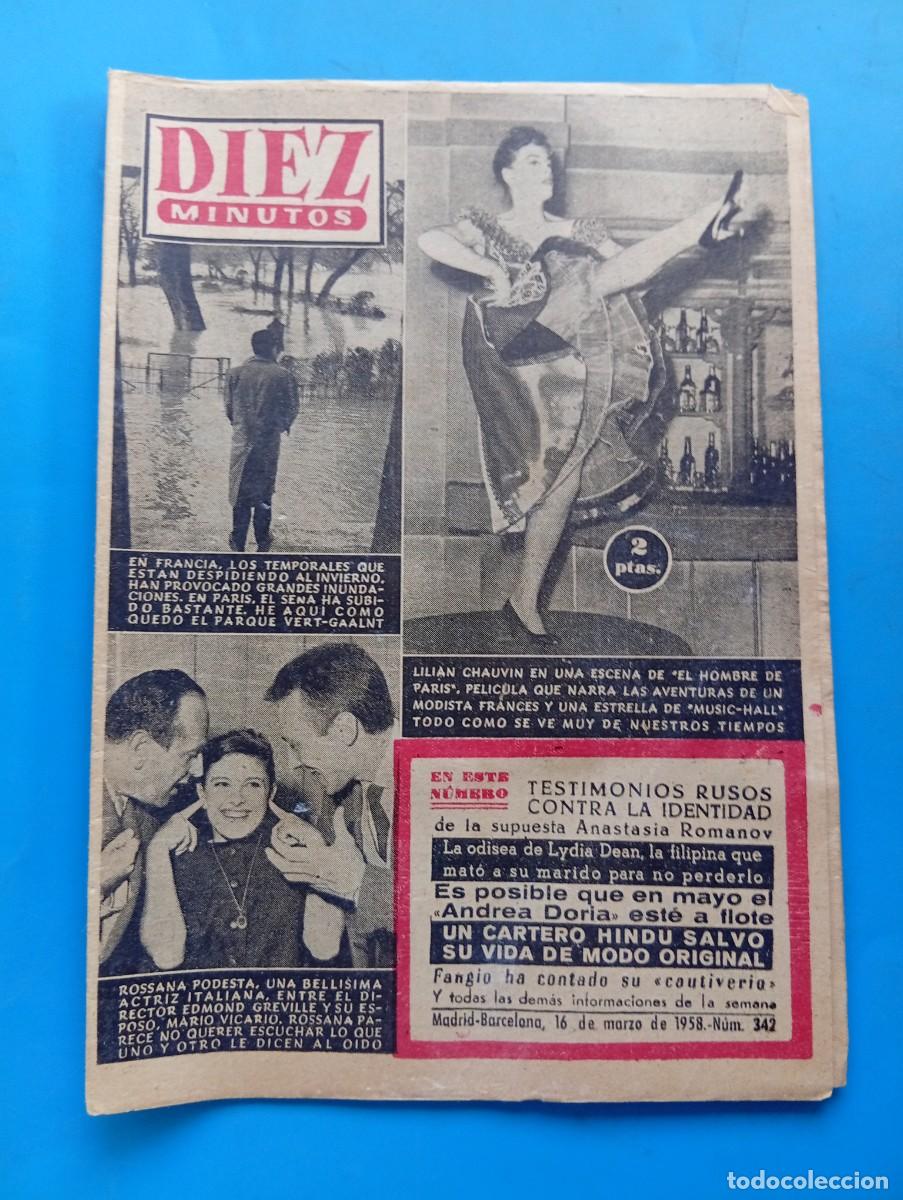 DIEZ
MINUTOS
EN FRANCIA, LOS TEMPORALES QUE
ESTAN DESPIDIENDO AL INVIERNO,
HAN PROVOCADO GRANDES INUNDA-
CIONES. EN PARIS, EL SENA HA SUBI-
DO BASTANTE. HE AQUI COMO
QUEDO EL PARQUE VERT-GAALNT
2
ptas.
LILIAN CHAUVIN EN UNA ESCENA DE "EL HOMBRE DE
PARIS", PELICULA QUE NARRA LAS AVENTURAS DE UN
MODISTA FRANCES Y UNA ESTRELLA DE "MUSIC-HALL"
TODO COMO SE VE MUY DE NUESTROS TIEMPOS
ROSSANA PODESTA, UNA BELLISIMA
ACTRIZ ITALIANA, ENTRE EL DI-
RECTOR EDMOND GREVILLE Y SU ES-
POSO, MARIO VICARIO. ROSSANA PA-
RECE NO QUERER ESCUCHAR LO QUE
UNO Y OTRO LE DICEN AL OIDO
EN ESTE
NÚMERO
TESTIMONIOS RUSOS
CONTRA LA IDENTIDAD
de la supuesta Anastasia Romanov
La odisea de Lydia Dean, la filipina que
mató a su marido para no perderlo
Es posible que en mayo el
«Andrea Doria» esté a flote
UN CARTERO HINDU SALVO
SU VIDA DE MODO ORIGINAL
Fangio ha contado su «cautiverio»
Y todas las demás informaciones de la semana
Madrid-Barcelona, 16 de marzo de 1958.-Núm. 342
todocoleccion